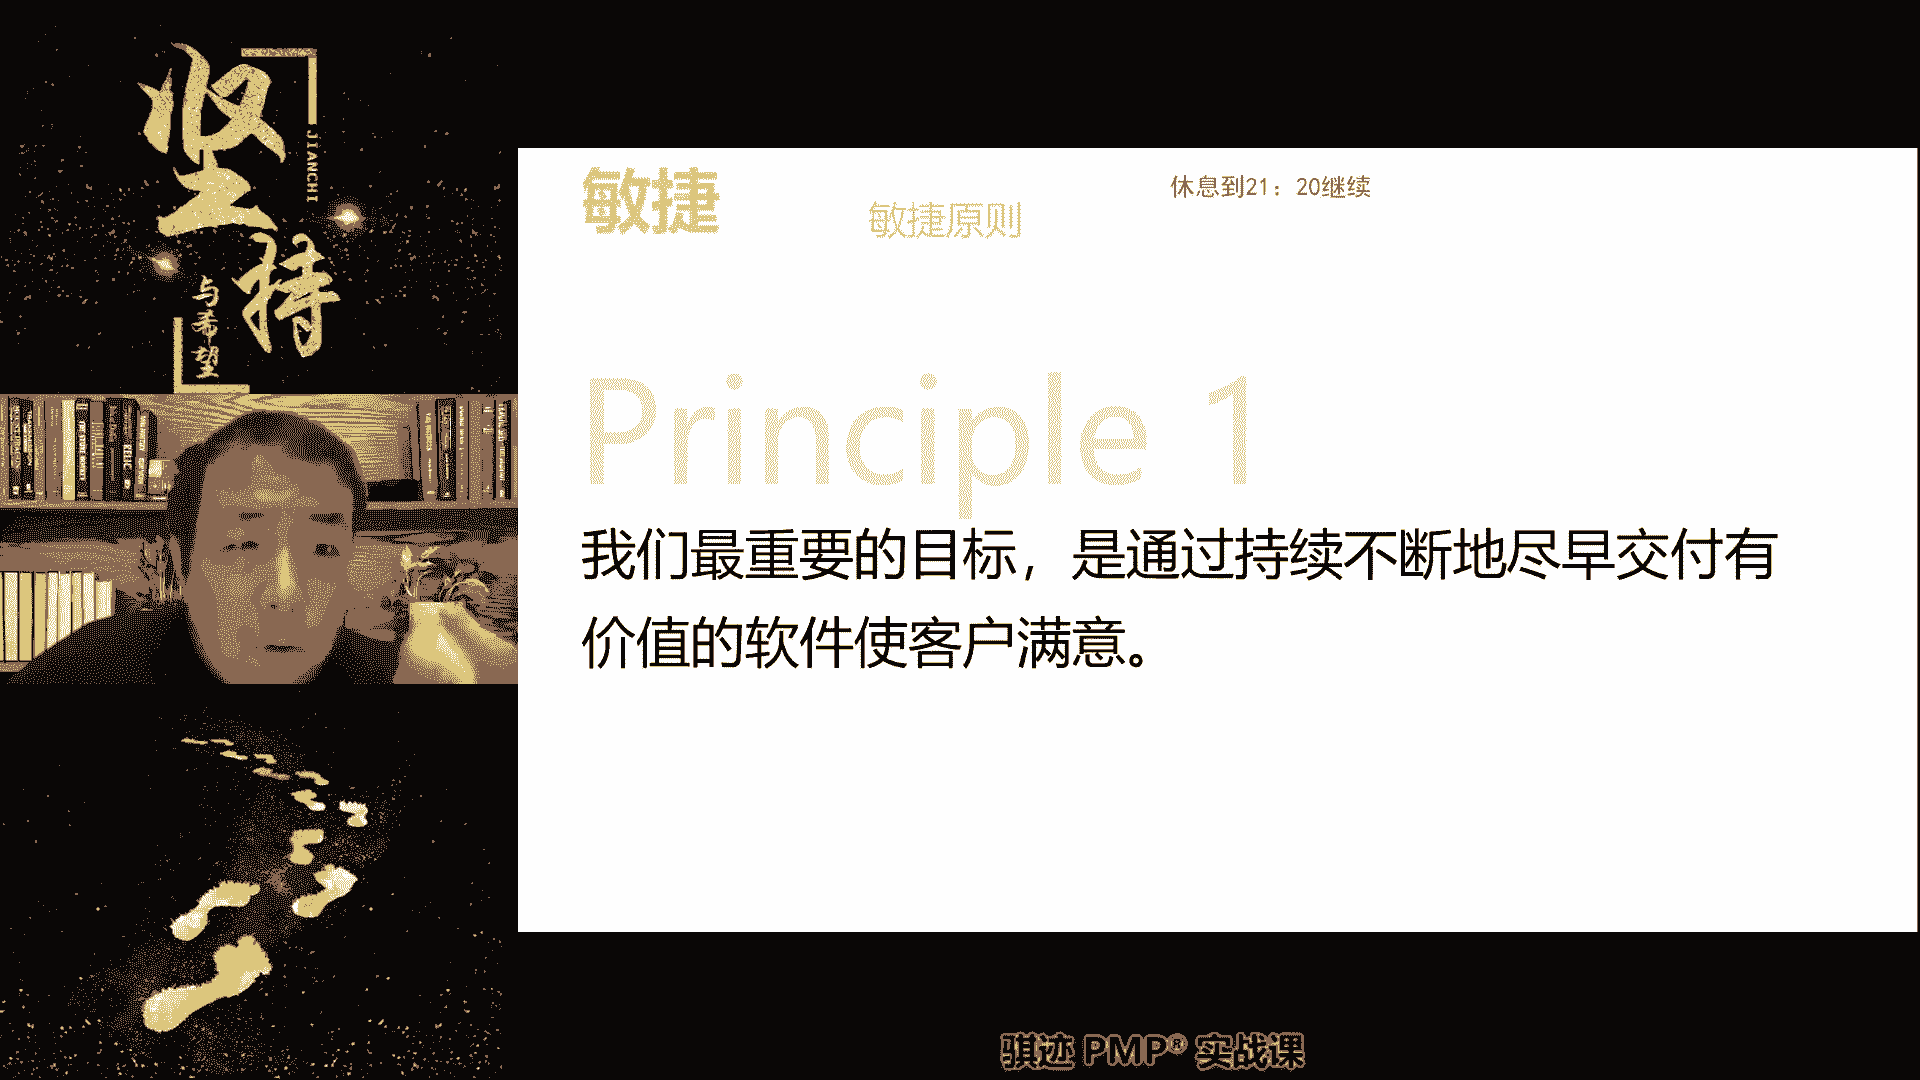 坚持
JIANCHI
与希望
敏捷
敏捷原则
休息到21：20继续
Principle 1
我们最重要的目标，是通过持续不断地尽早交付有
价值的软件使客户满意。
骐迹 PMP® 实战课